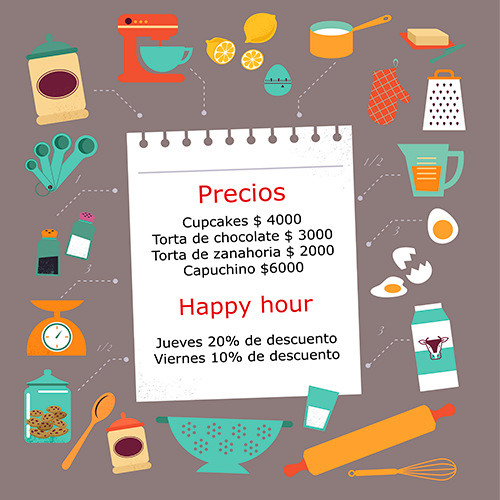 Precios
Cupcakes $ 4000
Torta de chocolate $ 3000
Torta de zanahoria $ 2000
Capuchino $6000
Happy hour
Jueves 20% de descuento
Viernes 10% de descuento
1/2
3
3
1/2
3
3